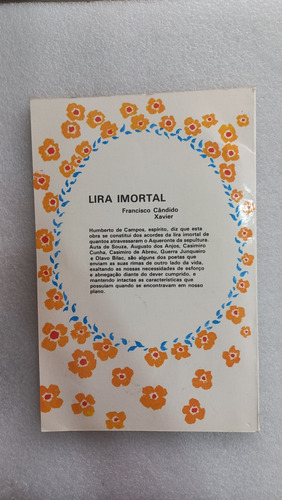 LIRA IMORTAL
Francisco Cândido
Xavier
Humberto de Campos, espírito, diz que esta
obra se constitui dos acordes da lira imortal de
quantos atravessaram o Aqueronte da sepultura.
Auta de Souza, Augusto dos Anjos, Casimiro
Cunha, Casimiro de Abreu, Guerra Junqueiro
e Olavo Bilac, são alguns dos poetas que
enviam as suas rimas de outro lado da vida,
exaltando as nossas necessidades de esforço
e abnegação diante do dever cumprido, e
mantendo intactas as características que
possuíam quando se encontravam em nosso
plano.